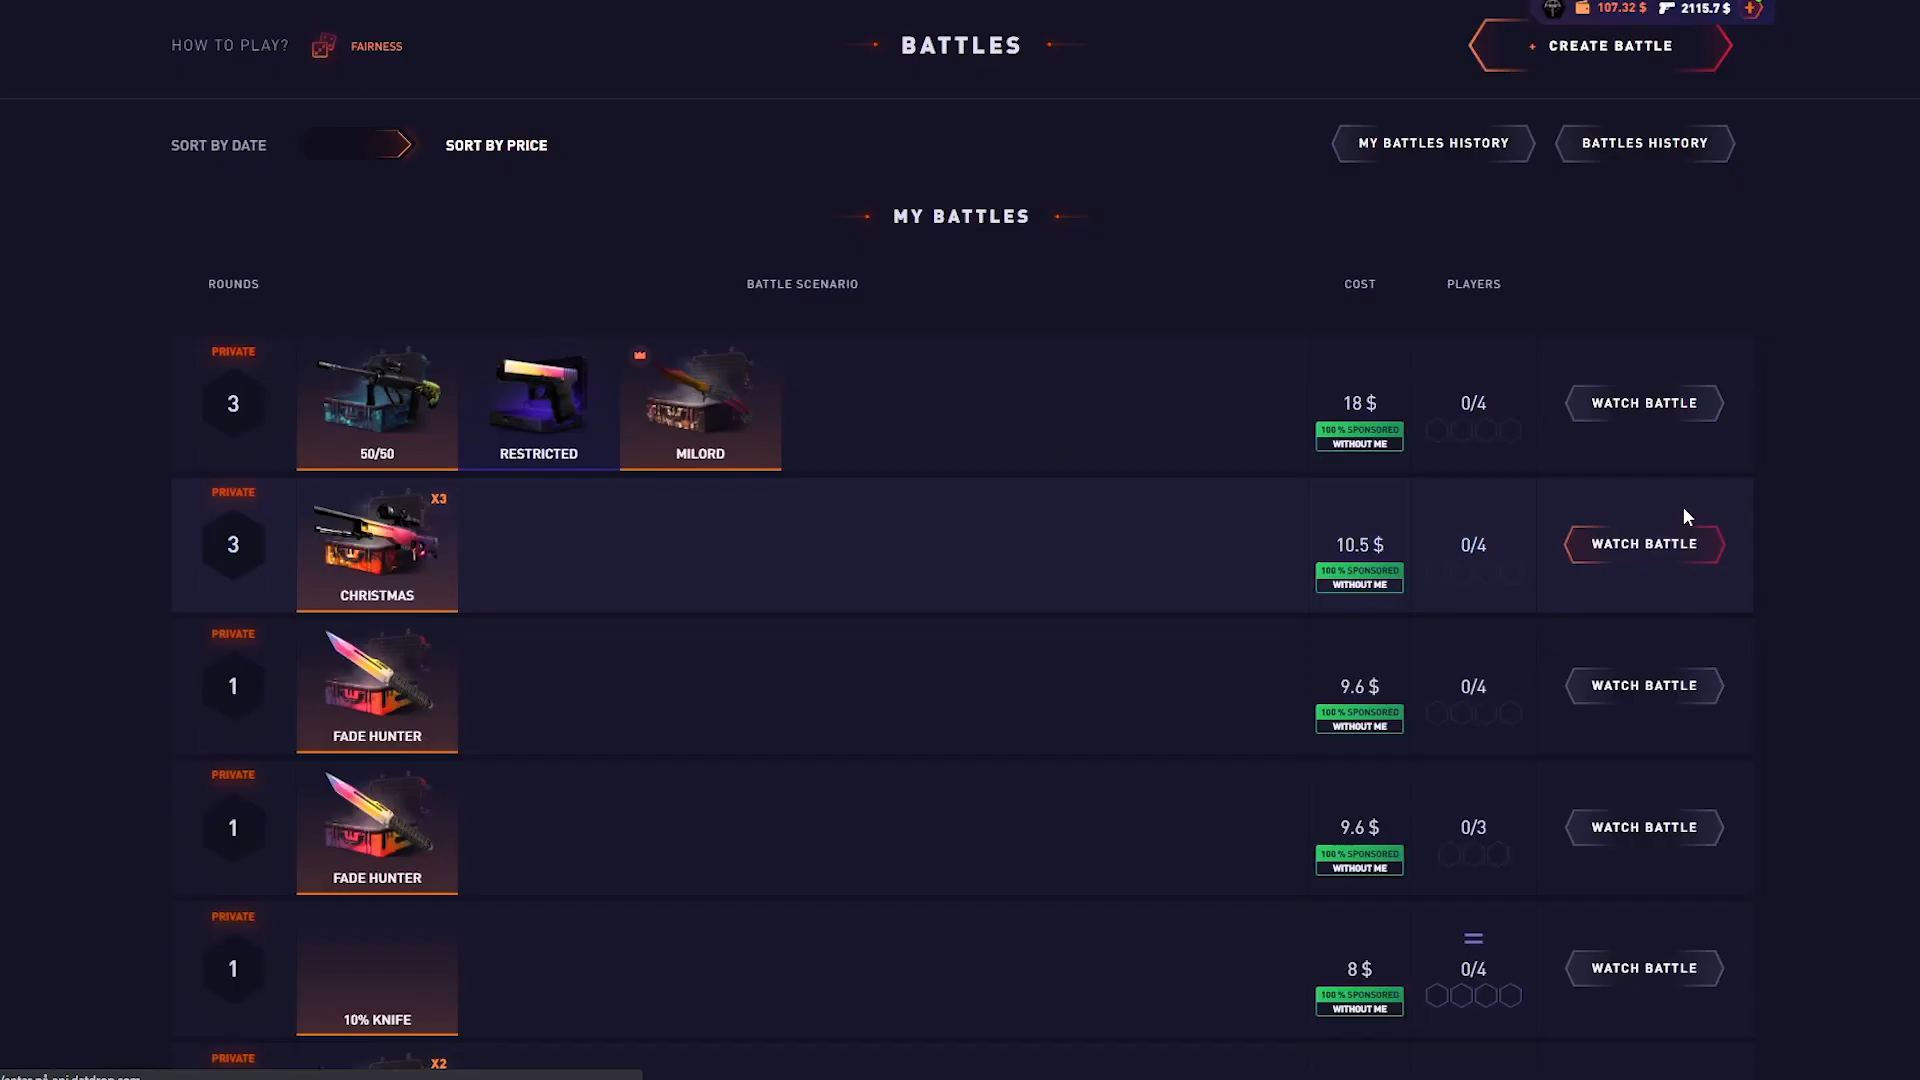 107.32 $ 2115.7 $ +
HOW TO PLAY? FAIRNESS BATTLES + CREATE BATTLE
SORT BY DATE SORT BY PRICE MY BATTLES HISTORY BATTLES HISTORY
MY BATTLES
ROUNDS BATTLE SCENARIO COST PLAYERS
PRIVATE
3 18 $ 0/4 WATCH BATTLE
100 % SPONSORED
WITHOUT ME
50/50 RESTRICTED MILORD
PRIVATE X3
3 10.5 $ 0/4 WATCH BATTLE
100 % SPONSORED
WITHOUT ME
CHRISTMAS
PRIVATE
1 9.6 $ 0/4 WATCH BATTLE
100 % SPONSORED
WITHOUT ME
FADE HUNTER
PRIVATE
1 9.6 $ 0/3 WATCH BATTLE
100 % SPONSORED
WITHOUT ME
FADE HUNTER
PRIVATE
1 8 $ 0/4 WATCH BATTLE
100 % SPONSORED
WITHOUT ME
10% KNIFE
PRIVATE X2